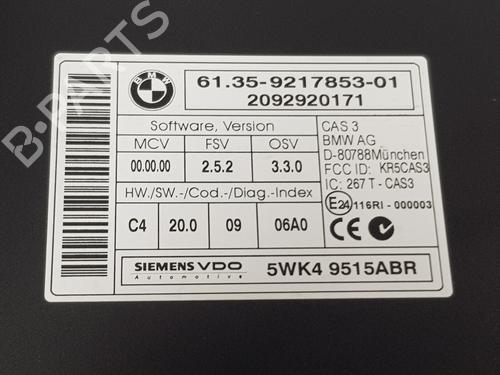 BMW
61.35-9217853-01
2092920171
Software, Version
MCV FSV OSV
00.00.00 2.5.2 3.3.0
HW./SW.-/Cod.-/Diag.-Index
C4 20.0 09 06A0
CAS 3
BMW AG
D-80788München
FCC ID: KR5CAS3
IC: 267 T - CAS3
E24 116RI - 000003
CE
SIEMENS VDO
Automotive
5WK4 9515ABR
B-PARTS